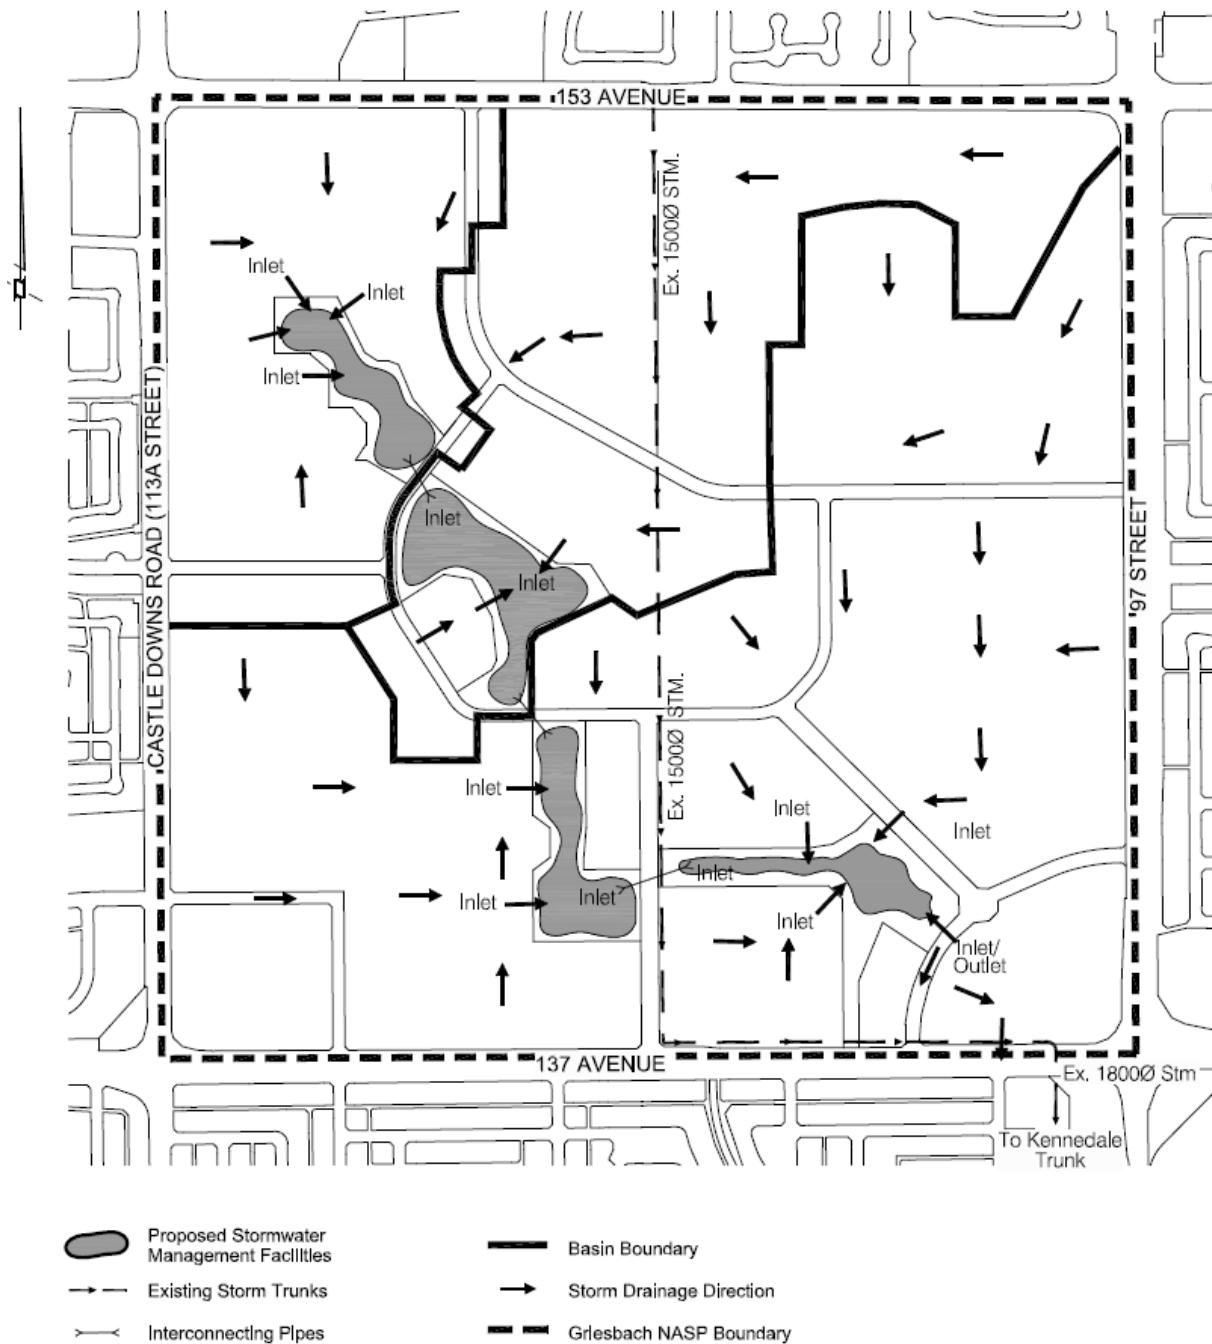 153 AVENUE
Ex. 1500Ø STM.
Inlet
Inlet
Inlet
CASTLE DOWNS ROAD (113A STREET)
97 STREET
Inlet
Inlet
Ex. 1500Ø STM.
Inlet
Inlet
Inlet
Inlet
Inlet
Inlet
Inlet
Inlet/
Outlet
137 AVENUE
Ex. 1800Ø Stm
To Kennedale
Trunk
Proposed Stormwater
Management Facilities
Basin Boundary
Existing Storm Trunks
Storm Drainage Direction
Interconnecting Pipes
Griesbach NASP Boundary